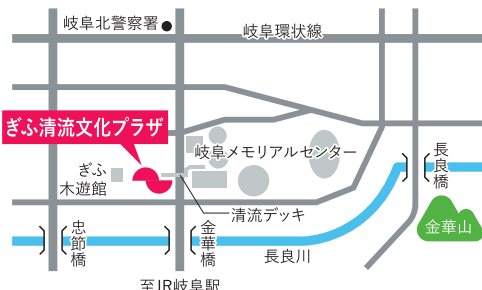 岐阜北警察署
岐阜環状線
ぎふ清流文化プラザ
岐阜メモリアルセンター
ぎふ
木遊館
長良橋
清流デッキ
金華山
忠節橋
金華橋
長良川
至JR岐阜駅